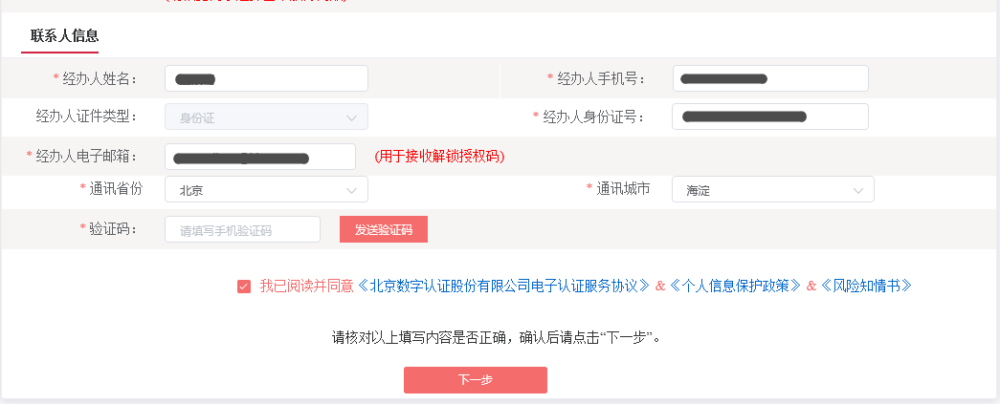 联系人信息
* 经办人姓名： * 经办人手机号：
经办人证件类型： 身份证 * 经办人身份证号：
* 经办人电子邮箱： (用于接收解锁授权码)
* 通讯省份 北京 * 通讯城市 海淀
* 验证码： 请填写手机验证码 发送验证码
我已阅读并同意《北京数字认证股份有限公司电子认证服务协议》 & 《个人信息保护政策》 & 《风险知情书》
请核对以上填写内容是否正确，确认后请点击“下一步”。
下一步